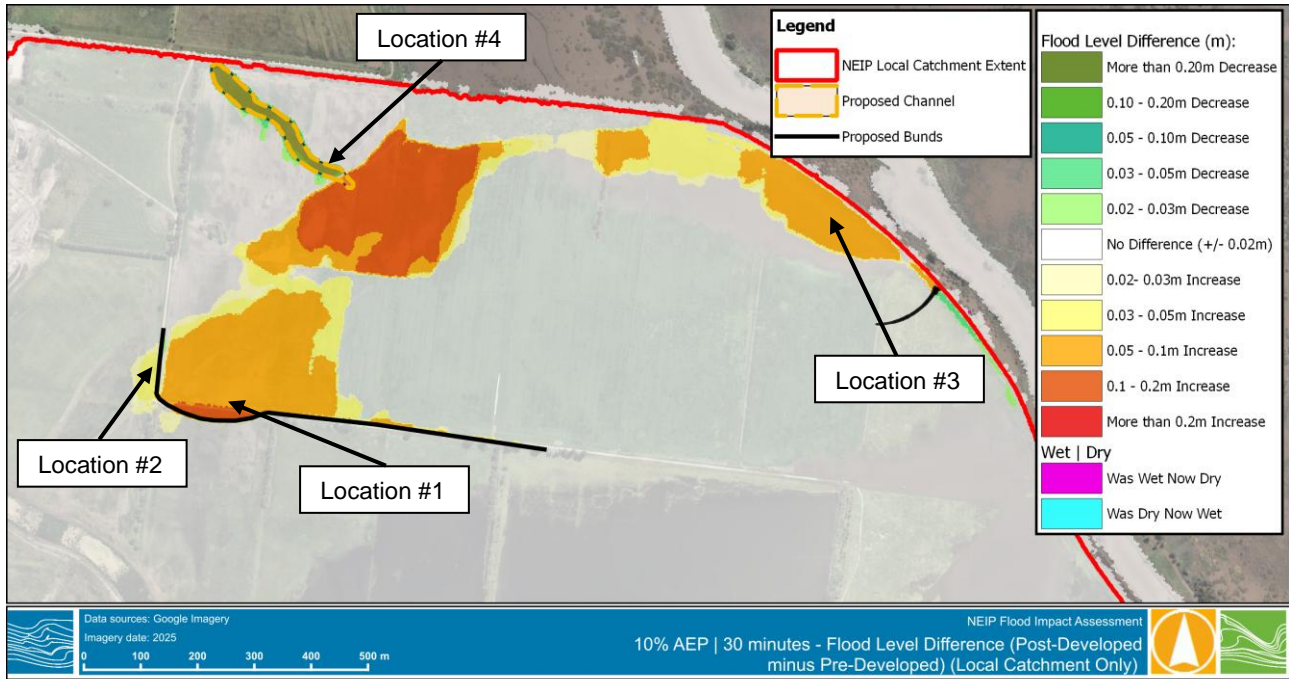 Location #4
Location #3
Location #2
Location #1
Legend
NEIP Local Catchment Extent
Proposed Channel
Proposed Bunds
Flood Level Difference (m):
More than 0.20m Decrease
0.10 - 0.20m Decrease
0.05 - 0.10m Decrease
0.03 - 0.05m Decrease
0.02 - 0.03m Decrease
No Difference (+/- 0.02m)
0.02- 0.03m Increase
0.03 - 0.05m Increase
0.05 - 0.1m Increase
0.1 - 0.2m Increase
More than 0.2m Increase
Wet | Dry
Was Wet Now Dry
Was Dry Now Wet
Data sources: Google Imagery
Imagery date: 2025
0 100 200 300 400 500 m
NEIP Flood Impact Assessment
10% AEP | 30 minutes - Flood Level Difference (Post-Developed
minus Pre-Developed) (Local Catchment Only)